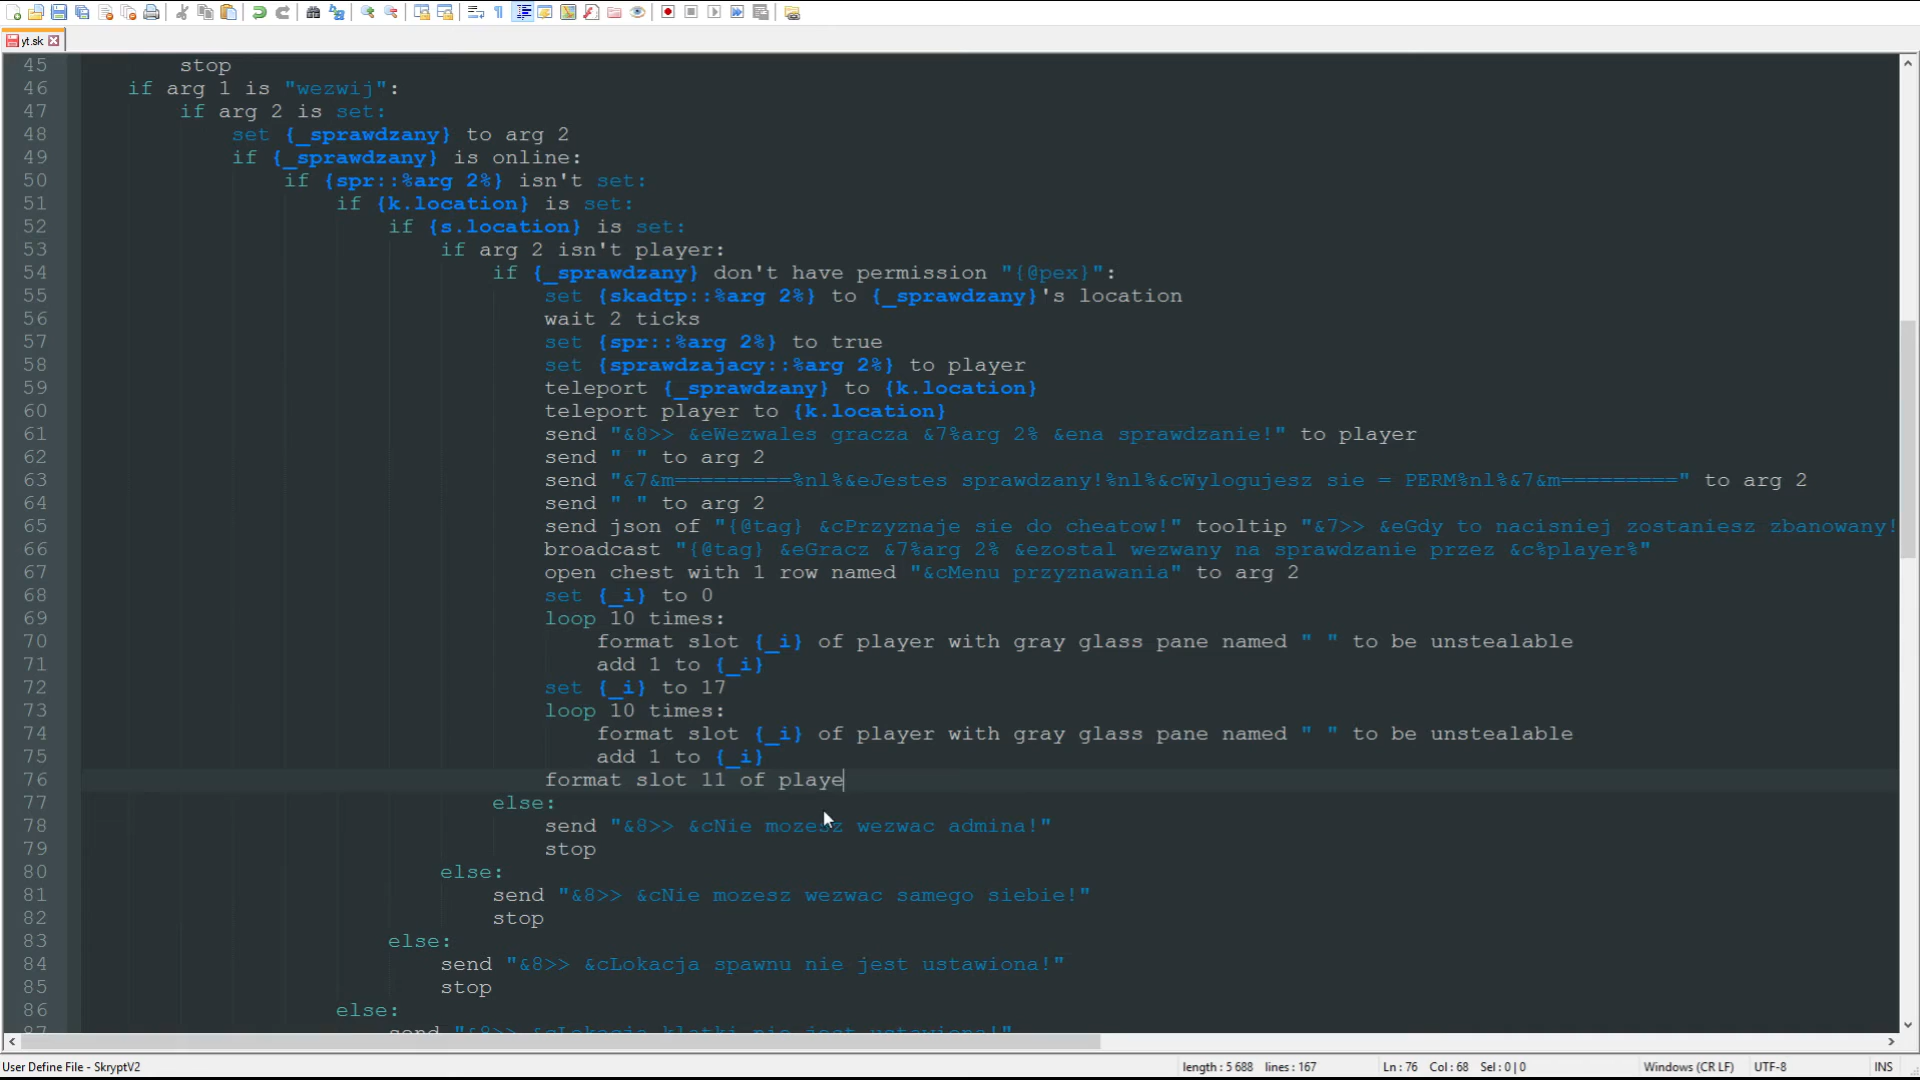 yt.sk
45 stop
46 if arg 1 is "wezwij":
47 if arg 2 is set:
48 set {_sprawdzany} to arg 2
49 if {_sprawdzany} is online:
50 if {spr::%arg 2%} isn't set:
51 if {k.location} is set:
52 if {s.location} is set:
53 if arg 2 isn't player:
54 if {_sprawdzany} don't have permission "{@pex}":
55 set {skadtp::%arg 2%} to {_sprawdzany}'s location
56 wait 2 ticks
57 set {spr::%arg 2%} to true
58 set {sprawdzajacy::%arg 2%} to player
59 teleport {_sprawdzany} to {k.location}
60 teleport player to {k.location}
61 send "&8>> &eWezwales gracza &7%arg 2% &ena sprawdzanie!" to player
62 send " " to arg 2
63 send "&7&m=========%nl%&eJestes sprawdzany!%nl%&cWylogujesz sie = PERM%nl%&7&m=========" to arg 2
64 send " " to arg 2
65 send json of "{@tag} &cPrzyznaje sie do cheatow!" tooltip "&7>> &eGdy to nacisniej zostaniesz zbanowany!
66 broadcast "{@tag} &eGracz &7%arg 2% &ezostal wezwany na sprawdzanie przez &c%player%"
67 open chest with 1 row named "&cMenu przyznawania" to arg 2
68 set {_i} to 0
69 loop 10 times:
70 format slot {_i} of player with gray glass pane named " " to be unstealable
71 add 1 to {_i}
72 set {_i} to 17
73 loop 10 times:
74 format slot {_i} of player with gray glass pane named " " to be unstealable
75 add 1 to {_i}
76 format slot 11 of playe
77 else:
78 send "&8>> &cNie mozesz wezwac admina!"
79 stop
80 else:
81 send "&8>> &cNie mozesz wezwac samego siebie!"
82 stop
83 else:
84 send "&8>> &cLokacja spawnu nie jest ustawiona!"
85 stop
86 else:
87 send "&8>> &cLokacja klatki nie jest ustawiona!"
User Define File - SkryptV2 length : 5 688 lines : 167 Ln : 76 Col : 68 Sel : 0 | 0 Windows (CR LF) UTF-8 INS